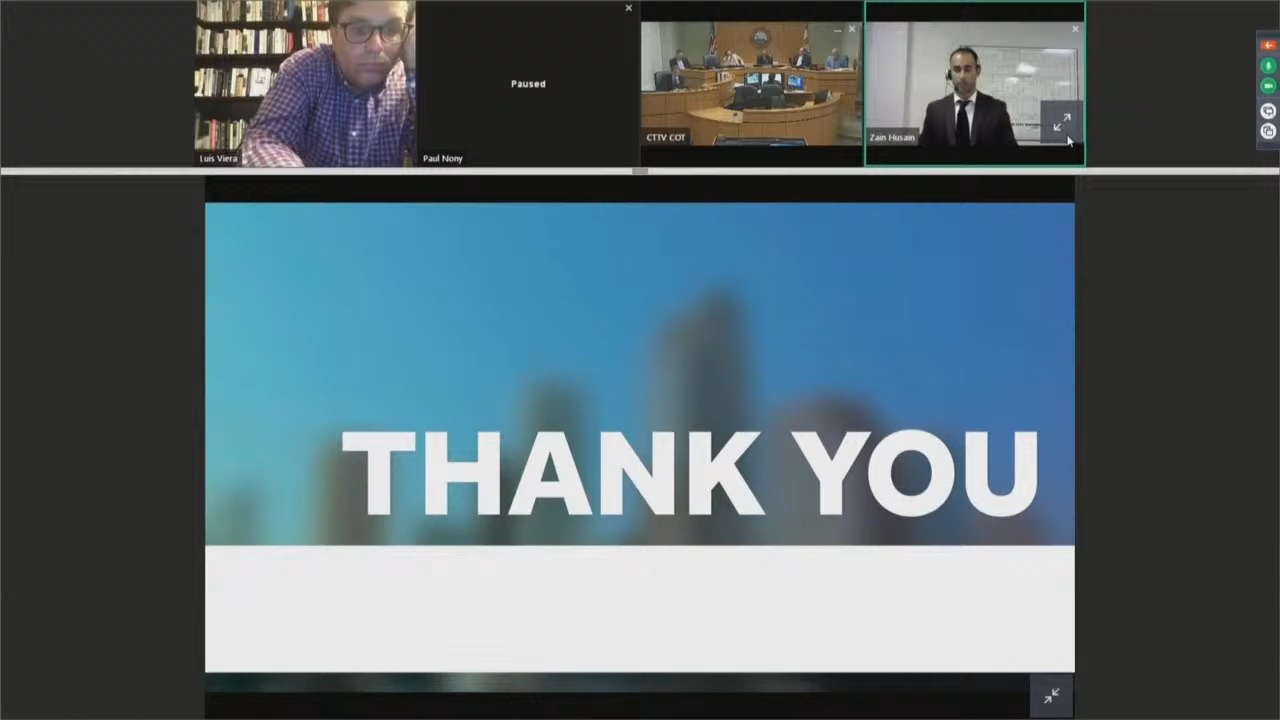 Paused
Luis Viera
Paul Nony
CTTV COT
Zain Husain
THANK YOU